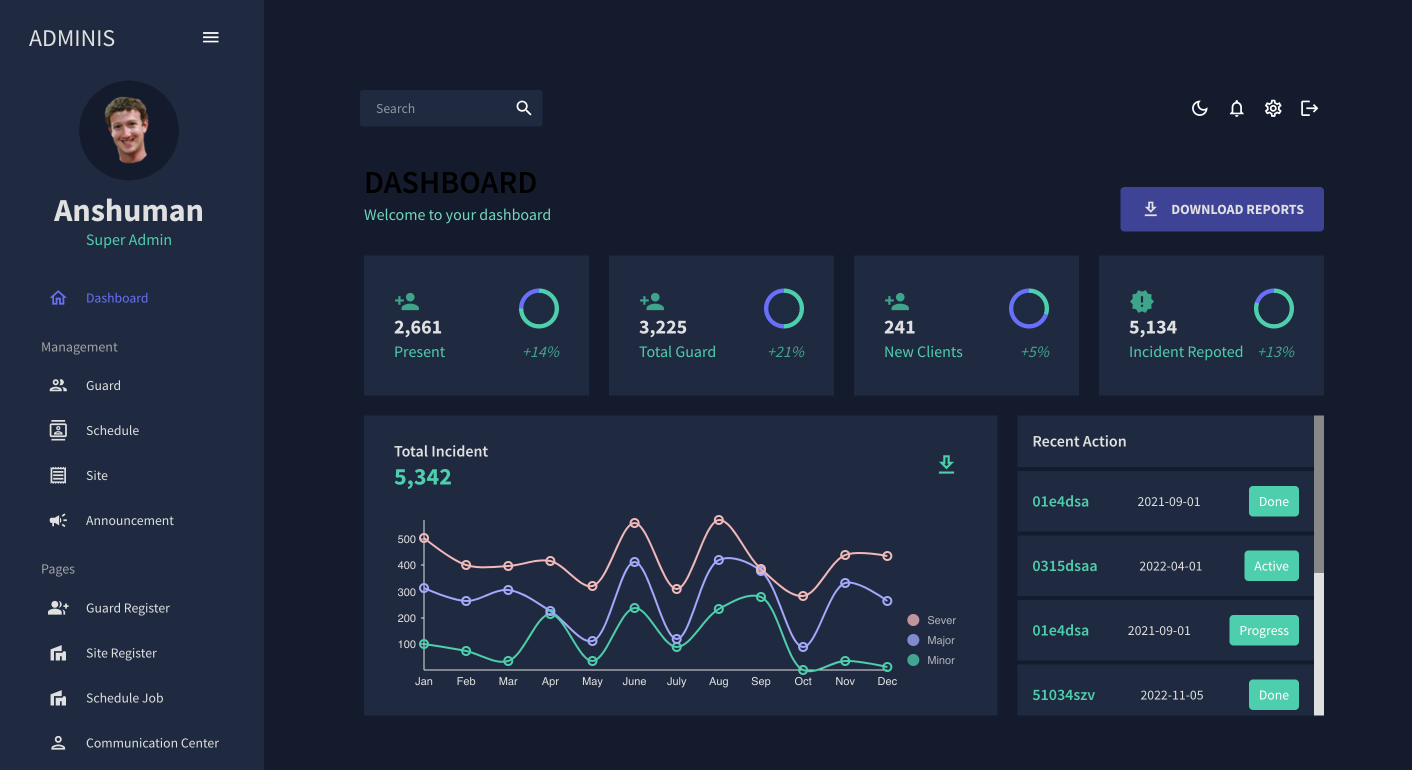 ADMINIS
Anshuman
Super Admin
Dashboard
Management
Guard
Schedule
Site
Announcement
Pages
Guard Register
Site Register
Schedule Job
Communication Center
Search
DASHBOARD
Welcome to your dashboard
DOWNLOAD REPORTS
2,661
Present +14%
3,225
Total Guard +21%
241
New Clients +5%
5,134
Incident Repoted +13%
Total Incident
5,342
500
400
300
200
100
Jan Feb Mar Apr May June July Aug Sep Oct Nov Dec
Sever
Major
Minor
Recent Action
01e4dsa 2021-09-01 Done
0315dsaa 2022-04-01 Active
01e4dsa 2021-09-01 Progress
51034szv 2022-11-05 Done